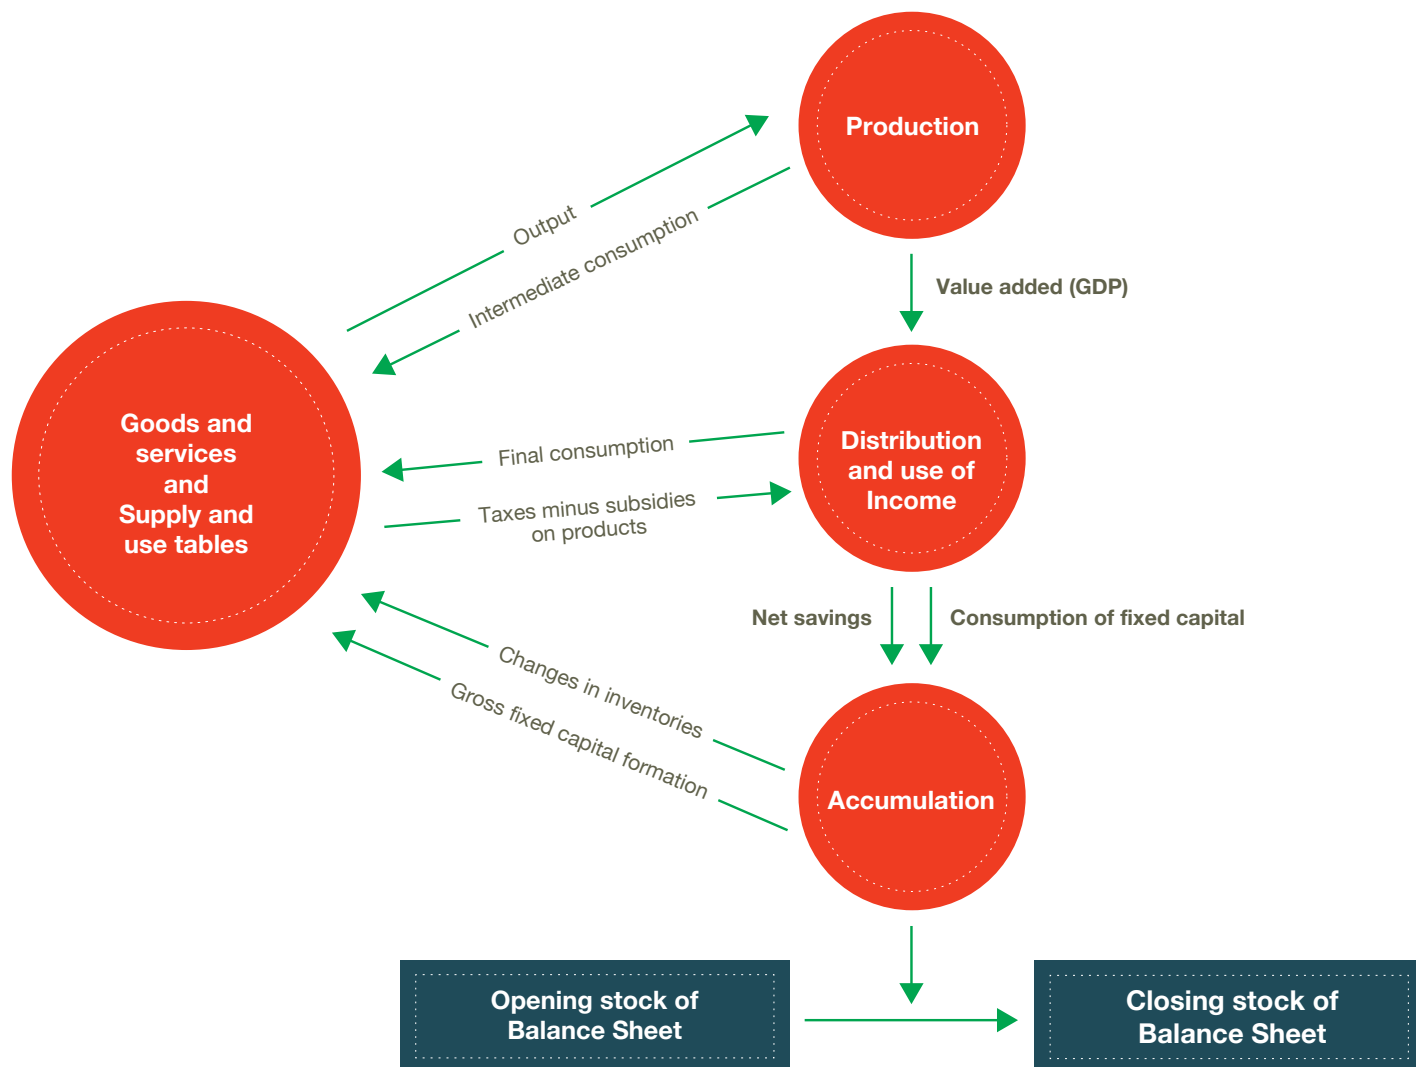 Production
Output
Intermediate consumption
Value added (GDP)
Goods and
services
and
Supply and
use tables
Final consumption
Taxes minus subsidies
on products
Distribution
and use of
Income
Net savings
Consumption of fixed capital
Changes in inventories
Gross fixed capital formation
Accumulation
Opening stock of
Balance Sheet
Closing stock of
Balance Sheet